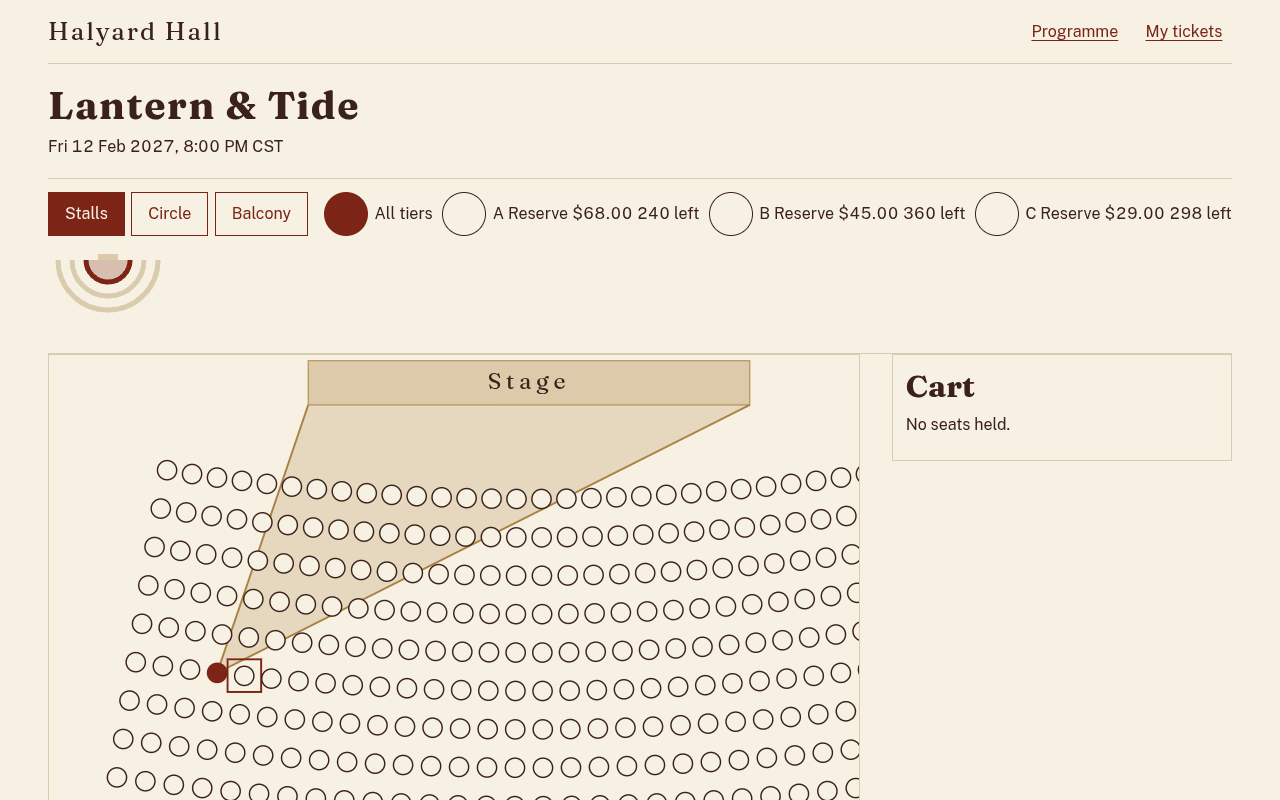 Halyard Hall
Programme My tickets
Lantern & Tide
Fri 12 Feb 2027, 8:00 PM CST
Stalls Circle Balcony All tiers A Reserve $68.00 240 left B Reserve $45.00 360 left C Reserve $29.00 298 left
Stage
Cart
No seats held.